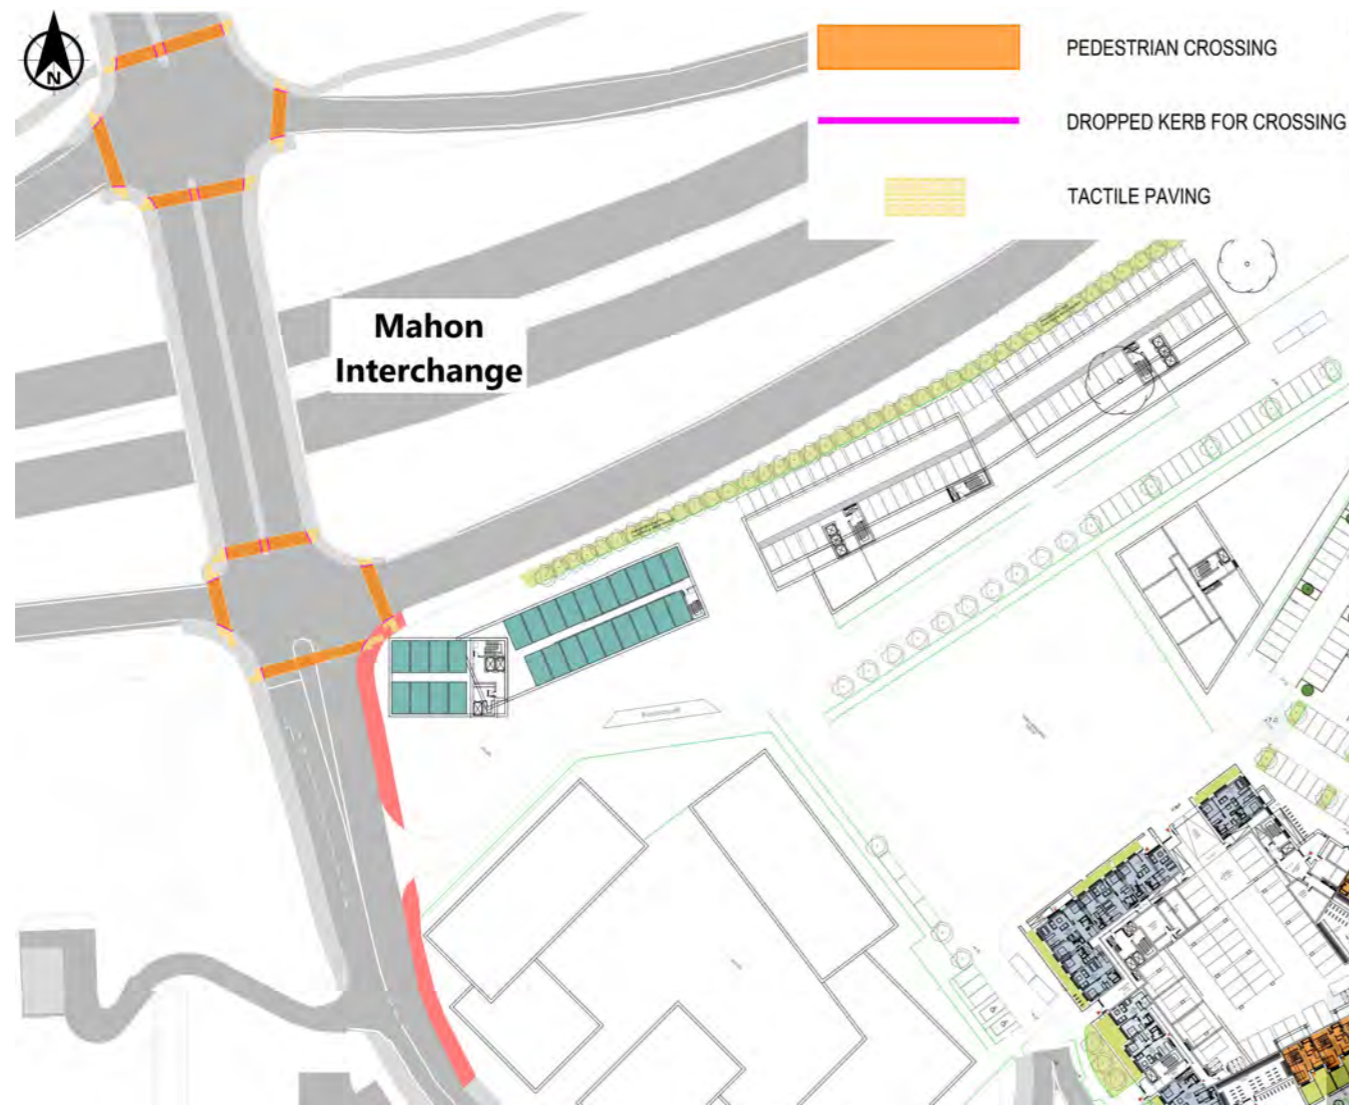 N
PEDESTRIAN CROSSING
DROPPED KERB FOR CROSSING
TACTILE PAVING
Mahon
Interchange